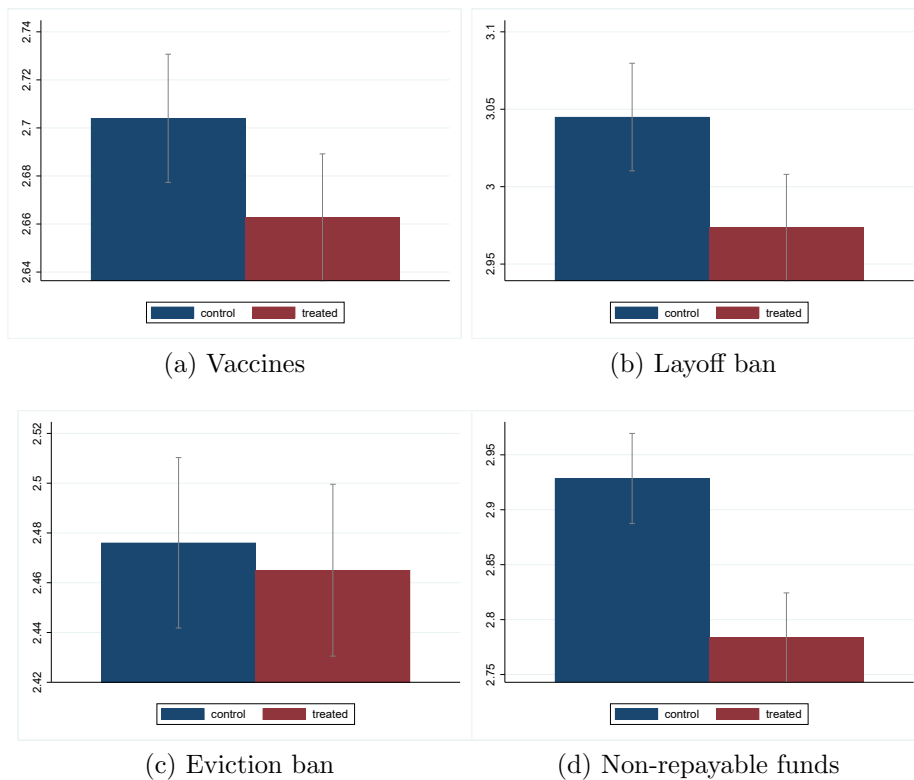 2.74
2.72
2.7
2.68
2.66
2.64
control treated
(a) Vaccines
3.1
3.05
3
2.95
control treated
(b) Layoff ban
2.52
2.5
2.48
2.46
2.44
2.42
control treated
(c) Eviction ban
2.95
2.9
2.85
2.8
2.75
control treated
(d) Non-repayable funds